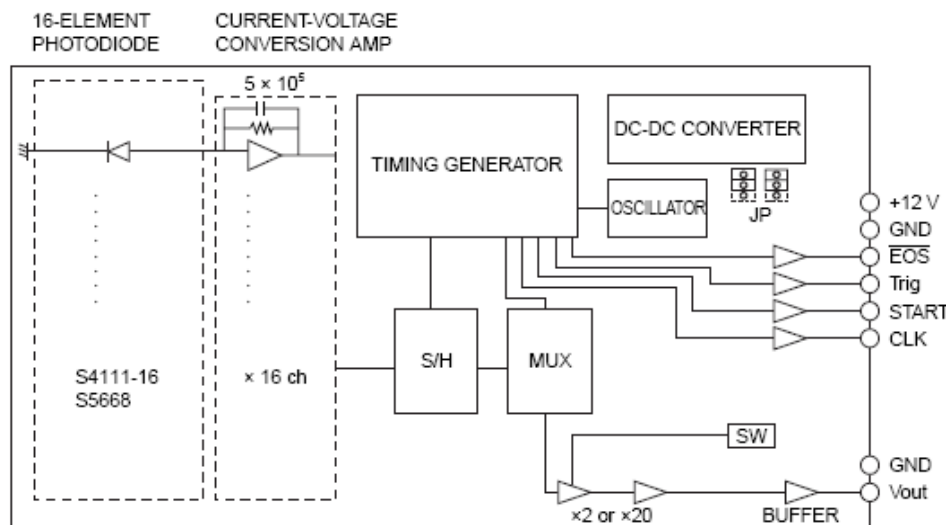 16-ELEMENT
PHOTODIODE
CURRENT-VOLTAGE
CONVERSION AMP
5 × 10⁵
TIMING GENERATOR
DC-DC CONVERTER
OSCILLATOR
JP
+12 V
GND
EOS
Trig
START
CLK
S4111-16
S5668
× 16 ch
S/H
MUX
SW
GND
Vout
×2 or ×20
BUFFER